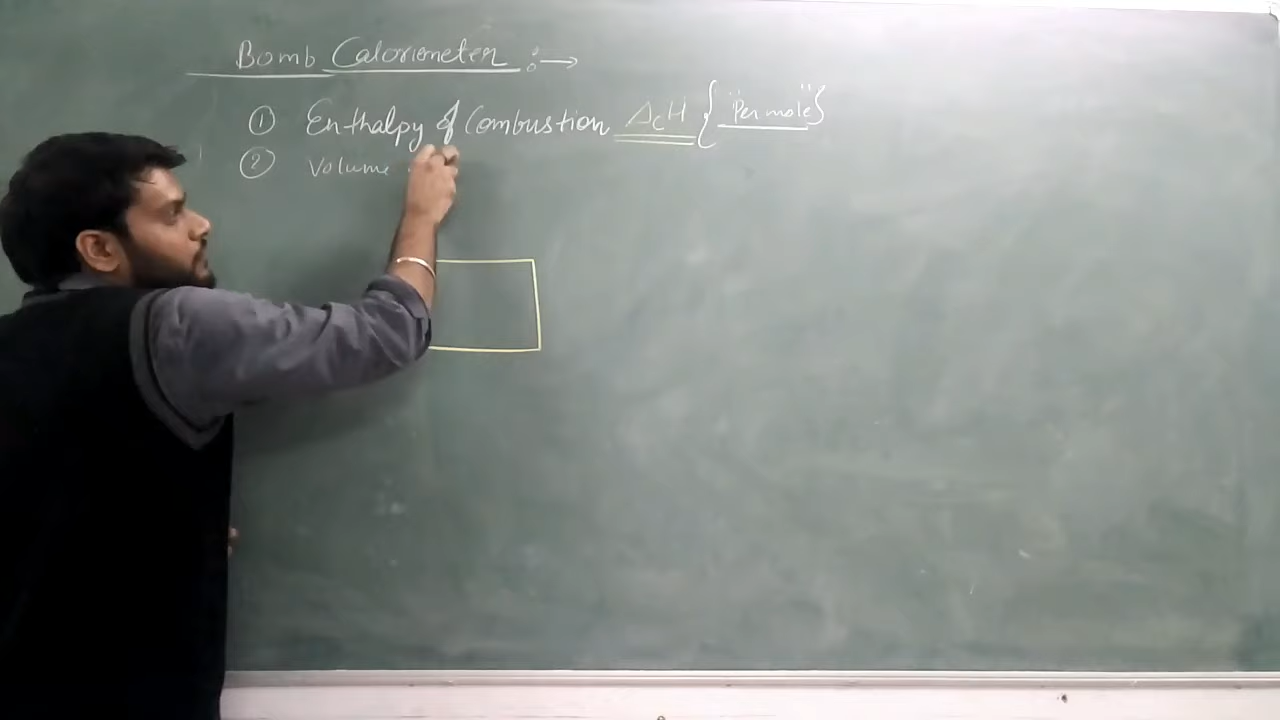 Bomb Calorimeter :→
① Enthalpy of Combustion ΔcH { "Per mole" }
② Volume